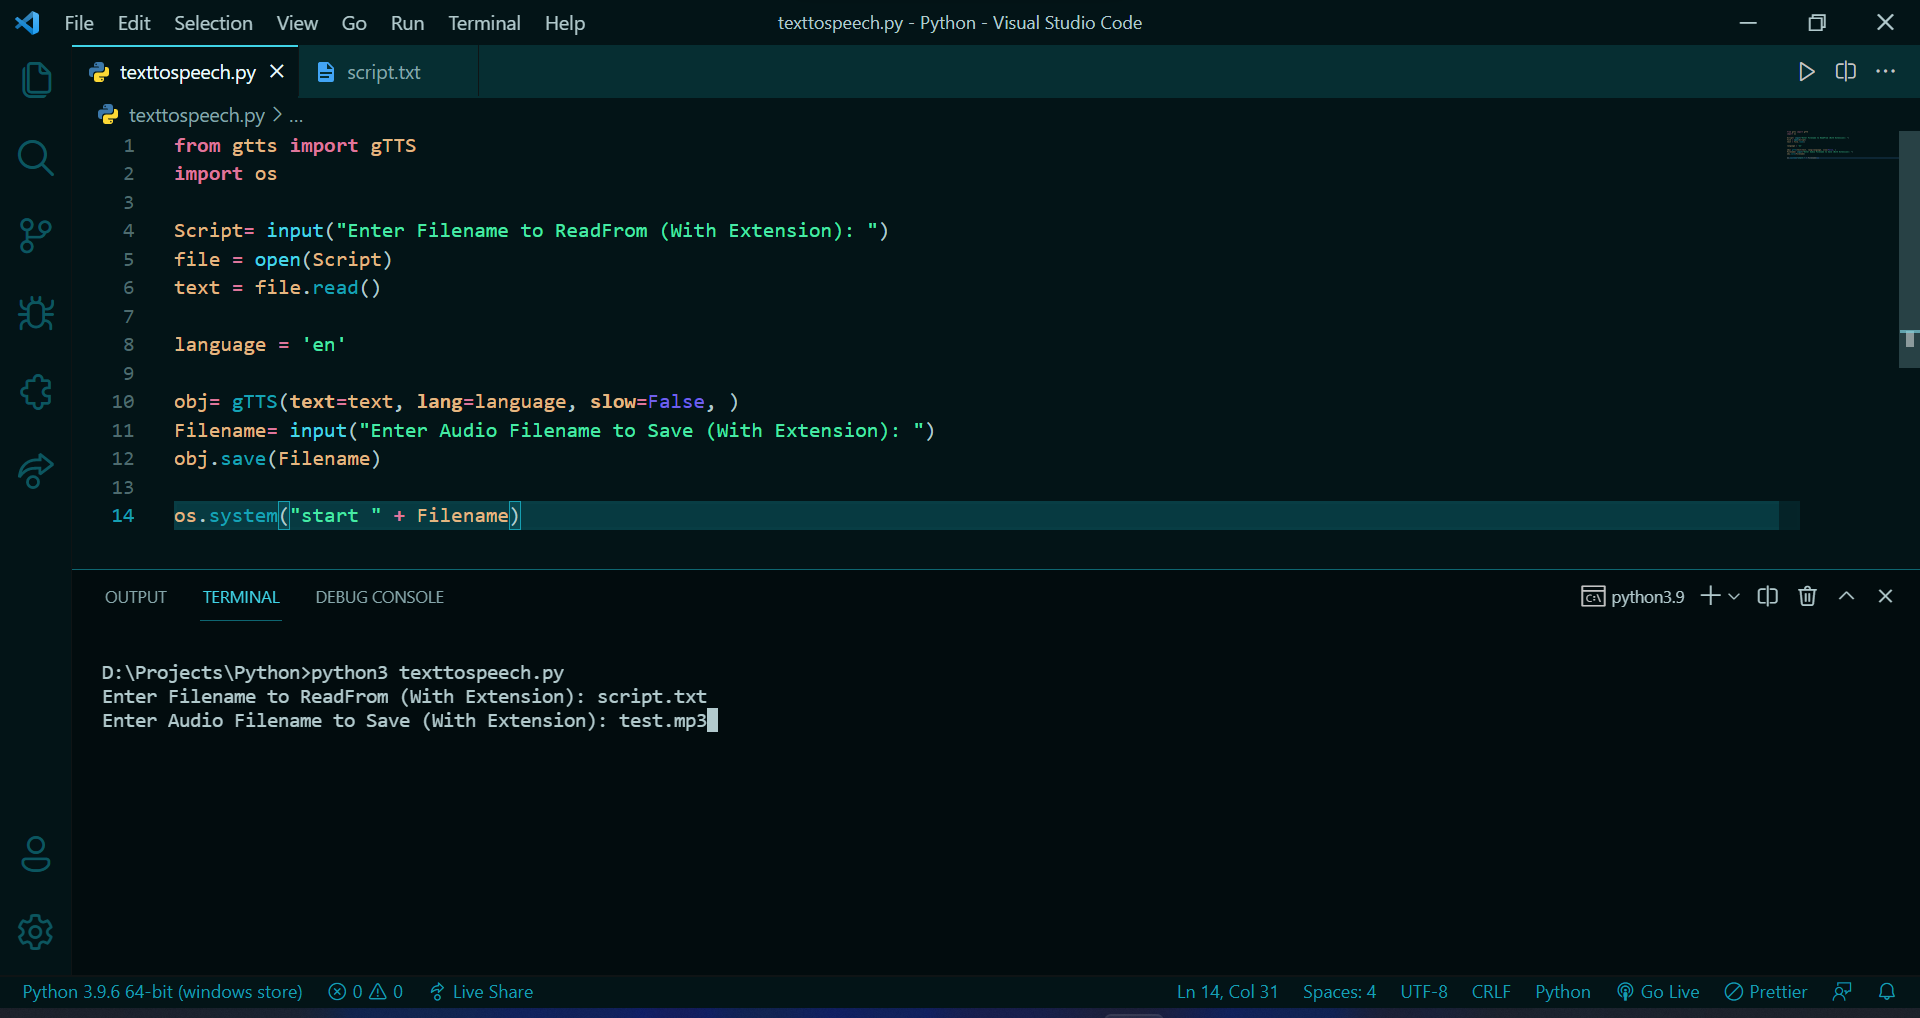 File Edit Selection View Go Run Terminal Help texttospeech.py - Python - Visual Studio Code
texttospeech.py script.txt
texttospeech.py > ...
1 from gtts import gTTS
2 import os
3
4 Script= input("Enter Filename to ReadFrom (With Extension): ")
5 file = open(Script)
6 text = file.read()
7
8 language = 'en'
9
10 obj= gTTS(text=text, lang=language, slow=False, )
11 Filename= input("Enter Audio Filename to Save (With Extension): ")
12 obj.save(Filename)
13
14 os.system("start " + Filename)
OUTPUT TERMINAL DEBUG CONSOLE python3.9
D:\Projects\Python>python3 texttospeech.py
Enter Filename to ReadFrom (With Extension): script.txt
Enter Audio Filename to Save (With Extension): test.mp3
Python 3.9.6 64-bit (windows store) 0 0 Live Share Ln 14, Col 31 Spaces: 4 UTF-8 CRLF Python Go Live Prettier